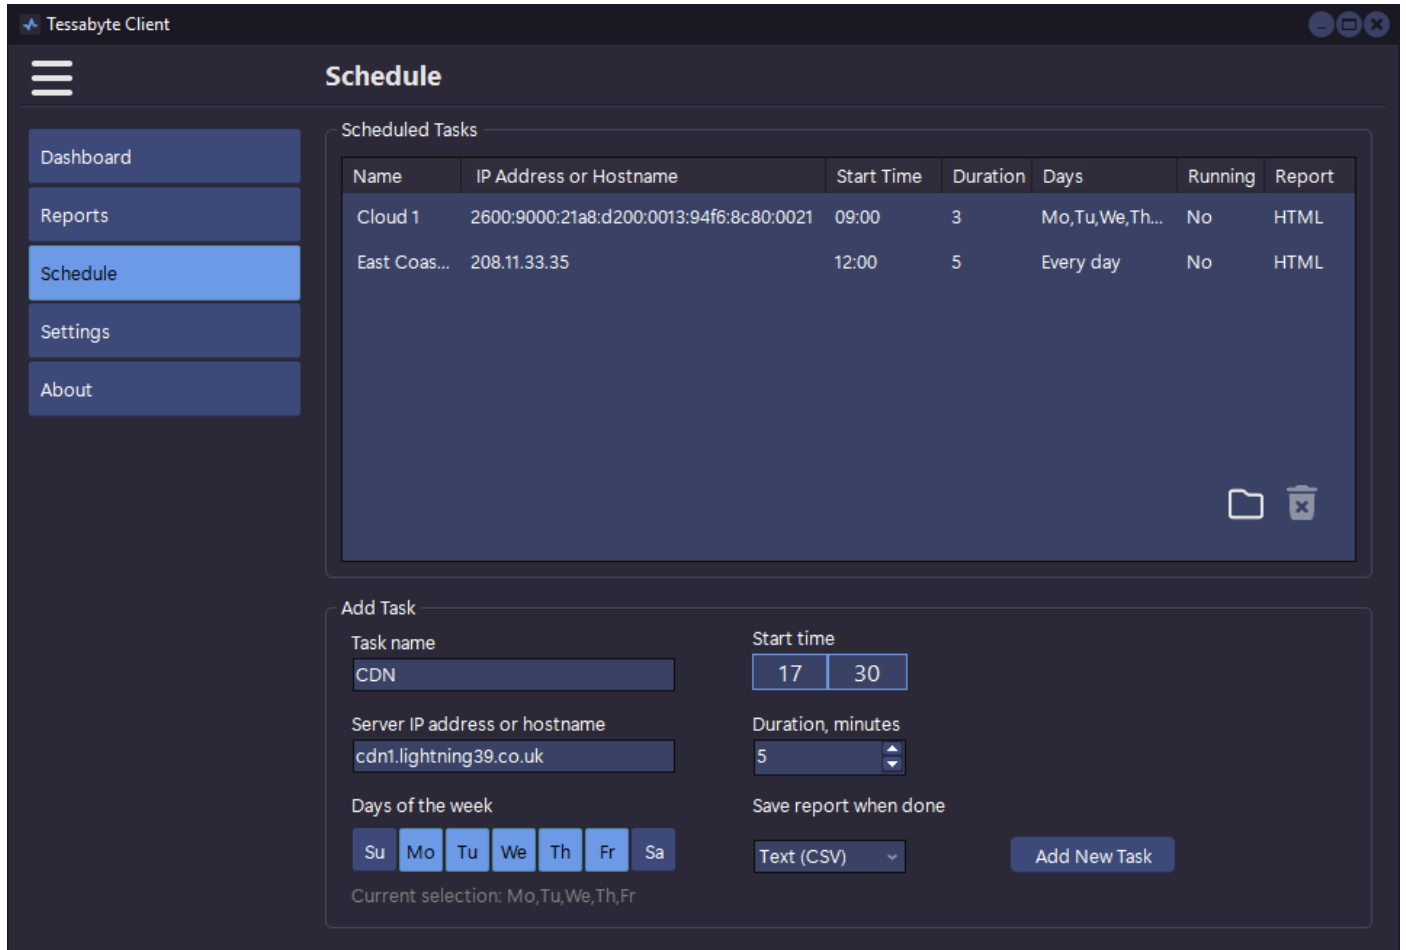 Tessabyte Client
Schedule
Dashboard
Reports
Schedule
Settings
About
Scheduled Tasks
Name IP Address or Hostname Start Time Duration Days Running Report
Cloud 1 2600:9000:21a8:d200:0013:94f6:8c80:0021 09:00 3 Mo,Tu,We,Th... No HTML
East Coas... 208.11.33.35 12:00 5 Every day No HTML
Add Task
Task name
CDN
Start time
17 30
Server IP address or hostname
cdn1.lightning39.co.uk
Duration, minutes
5
Days of the week
Su Mo Tu We Th Fr Sa
Current selection: Mo,Tu,We,Th,Fr
Save report when done
Text (CSV)
Add New Task